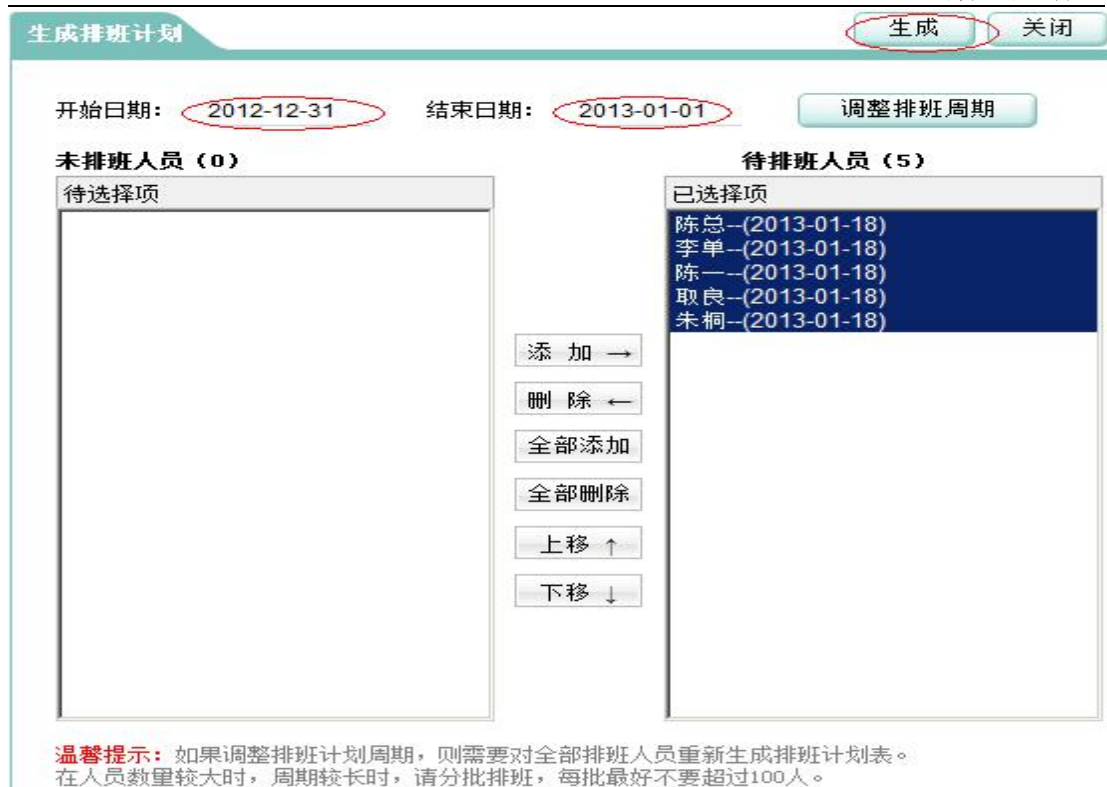 生成排班计划
生成 关闭
开始日期： 2012-12-31 结束日期： 2013-01-01 调整排班周期
未排班人员（0） 待排班人员（5）
待选择项 已选择项
陈总--(2013-01-18)
李单--(2013-01-18)
陈一--(2013-01-18)
取良--(2013-01-18)
朱桐--(2013-01-18)
添 加 →
删 除 ←
全部添加
全部删除
上移 ↑
下移 ↓
温馨提示：如果调整排班计划周期，则需要对全部排班人员重新生成排班计划表。
在人员数量较大时，周期较长时，请分批排班，每批最好不要超过100人。